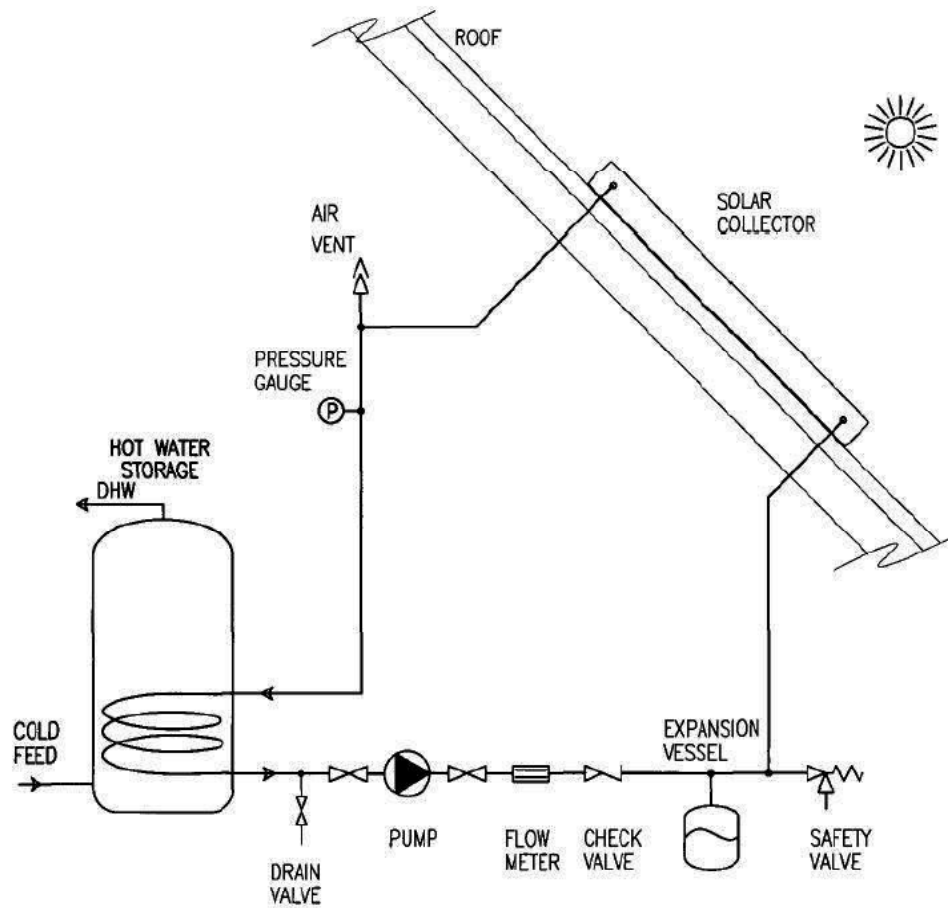 ROOF
SOLAR
COLLECTOR
AIR
VENT
PRESSURE
GAUGE
P
HOT WATER
STORAGE
DHW
COLD
FEED
EXPANSION
VESSEL
DRAIN
VALVE
PUMP
FLOW
METER
CHECK
VALVE
SAFETY
VALVE